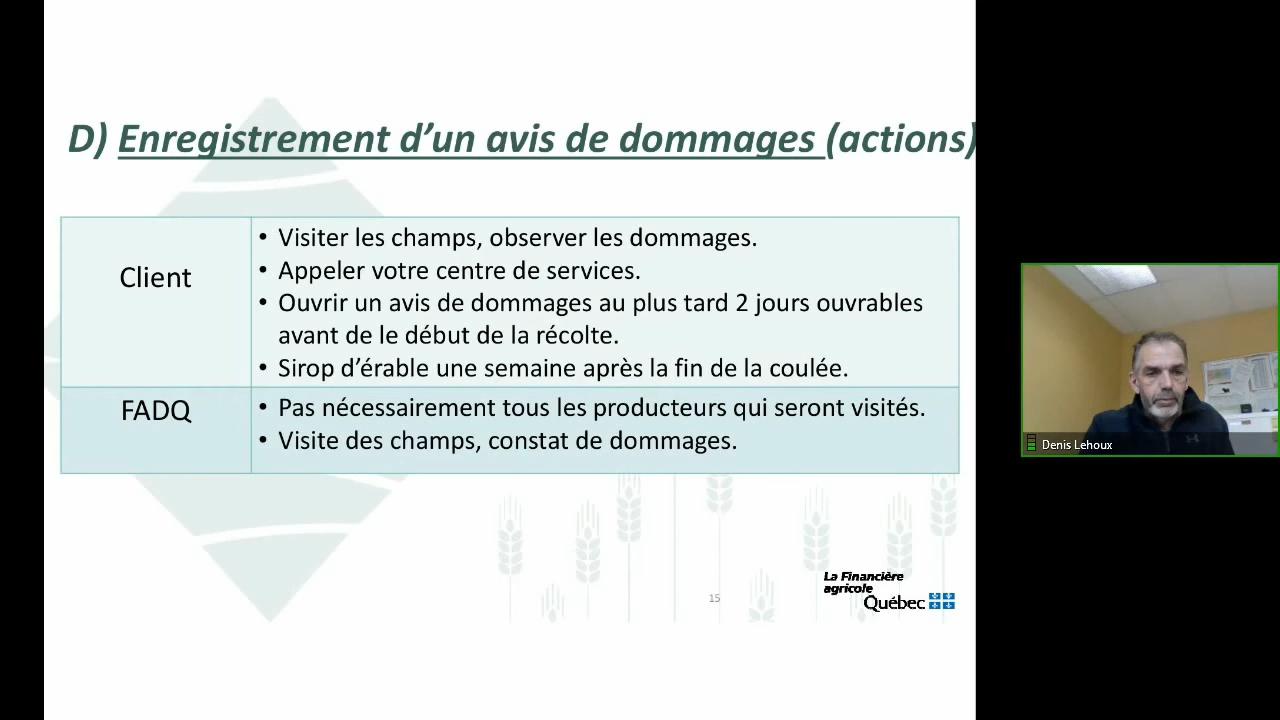 D) Enregistrement d’un avis de dommages (actions)
Client
• Visiter les champs, observer les dommages.
• Appeler votre centre de services.
• Ouvrir un avis de dommages au plus tard 2 jours ouvrables
avant de le début de la récolte.
• Sirop d’érable une semaine après la fin de la coulée.
FADQ
• Pas nécessairement tous les producteurs qui seront visités.
• Visite des champs, constat de dommages.
15
La Financière
agricole
Québec
Denis Lehoux